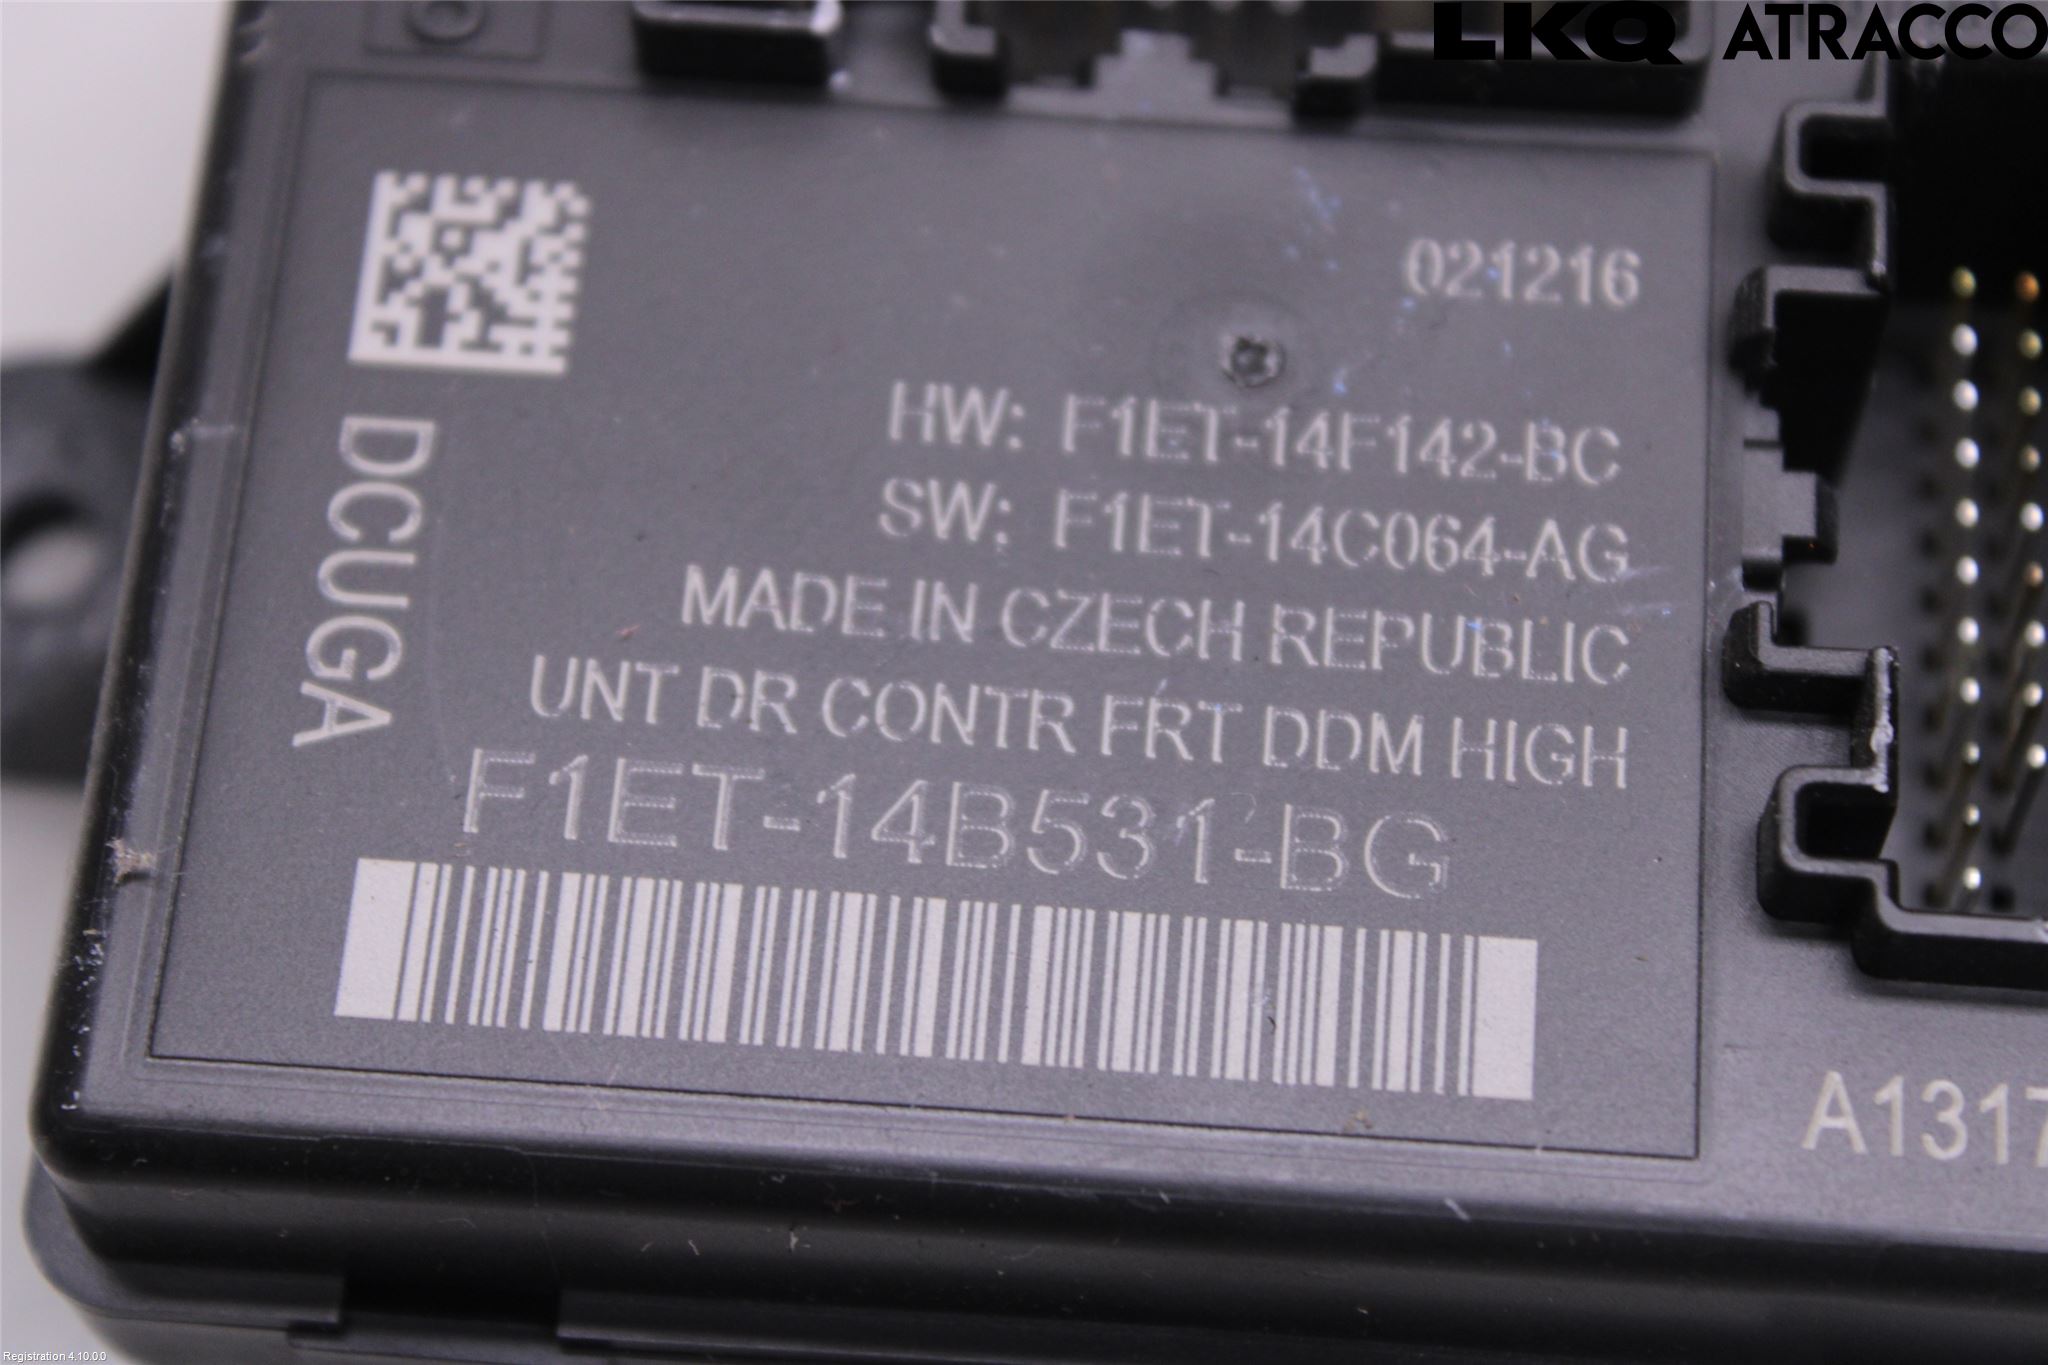 LKQ ATRACCO
021216
HW: F1ET-14F142-BC
SW: F1ET-14C064-AG
MADE IN CZECH REPUBLIC
UNT DR CONTR FRT DDM HIGH
F1ET-14B531-BG
DCUGA
A1317
Registration 4.10.0.0